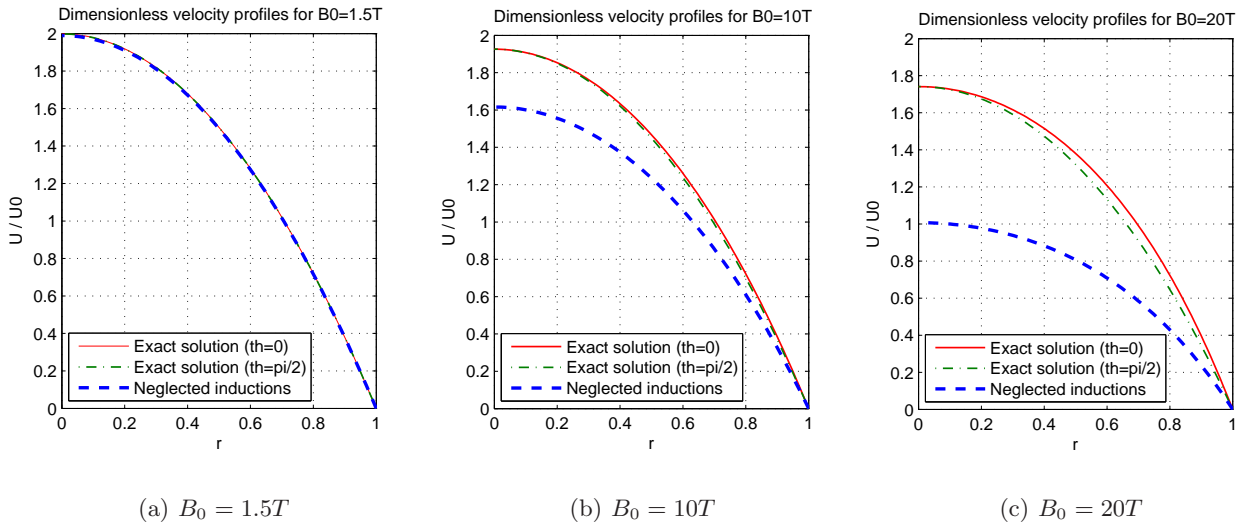 Dimensionless velocity profiles for B0=1.5T
2
1.8
1.6
1.4
1.2
1
0.8
0.6
0.4
0.2
0
U / U0
Exact solution (th=0)
Exact solution (th=pi/2)
Neglected inductions
0 0.2 0.4 0.6 0.8 1
r
(a) B0 = 1.5T
Dimensionless velocity profiles for B0=10T
2
1.8
1.6
1.4
1.2
1
0.8
0.6
0.4
0.2
0
U / U0
Exact solution (th=0)
Exact solution (th=pi/2)
Neglected inductions
0 0.2 0.4 0.6 0.8 1
r
(b) B0 = 10T
Dimensionless velocity profiles for B0=20T
2
1.8
1.6
1.4
1.2
1
0.8
0.6
0.4
0.2
0
U / U0
Exact solution (th=0)
Exact solution (th=pi/2)
Neglected inductions
0 0.2 0.4 0.6 0.8 1
r
(c) B0 = 20T